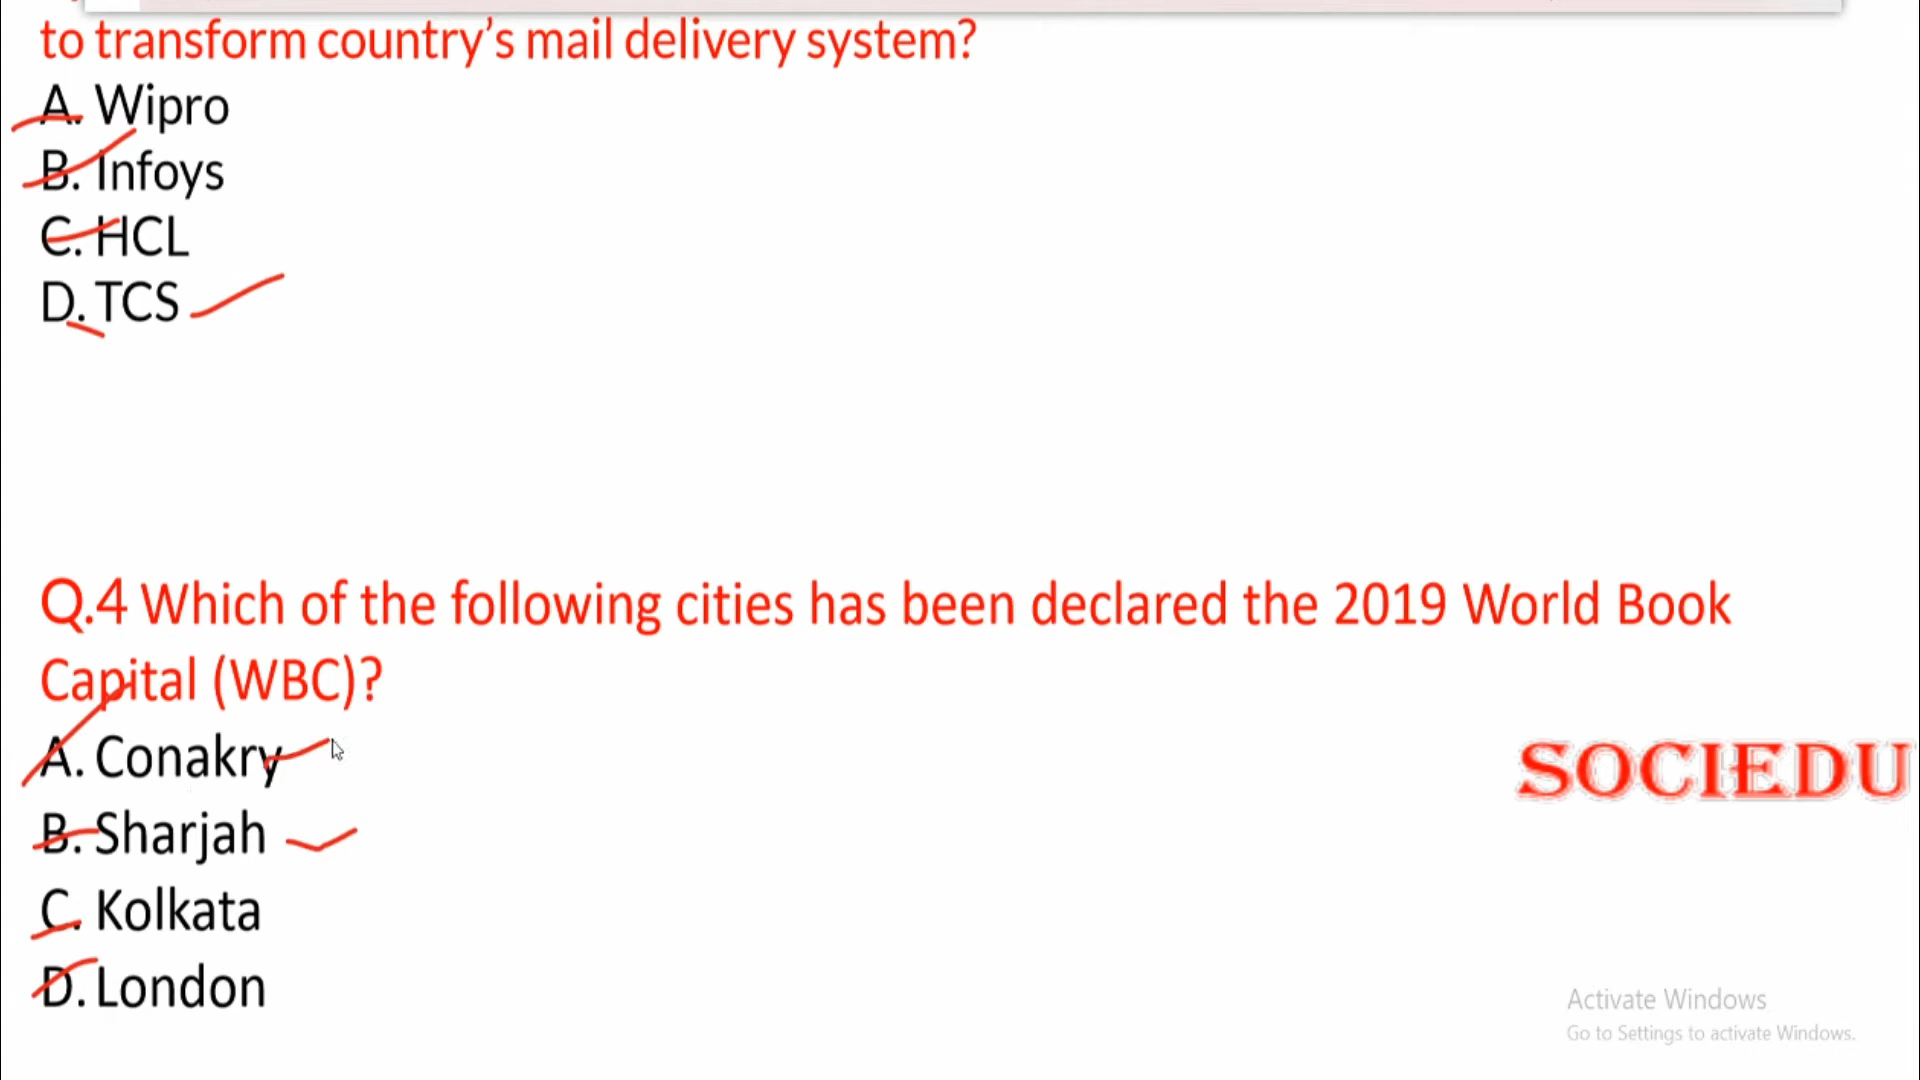 to transform country’s mail delivery system?
A. Wipro
B. Infoys
C. HCL
D. TCS
Q.4 Which of the following cities has been declared the 2019 World Book
Capital (WBC)?
A. Conakry
B. Sharjah
C. Kolkata
D. London
SOCIEDU
Activate Windows
Go to Settings to activate Windows.